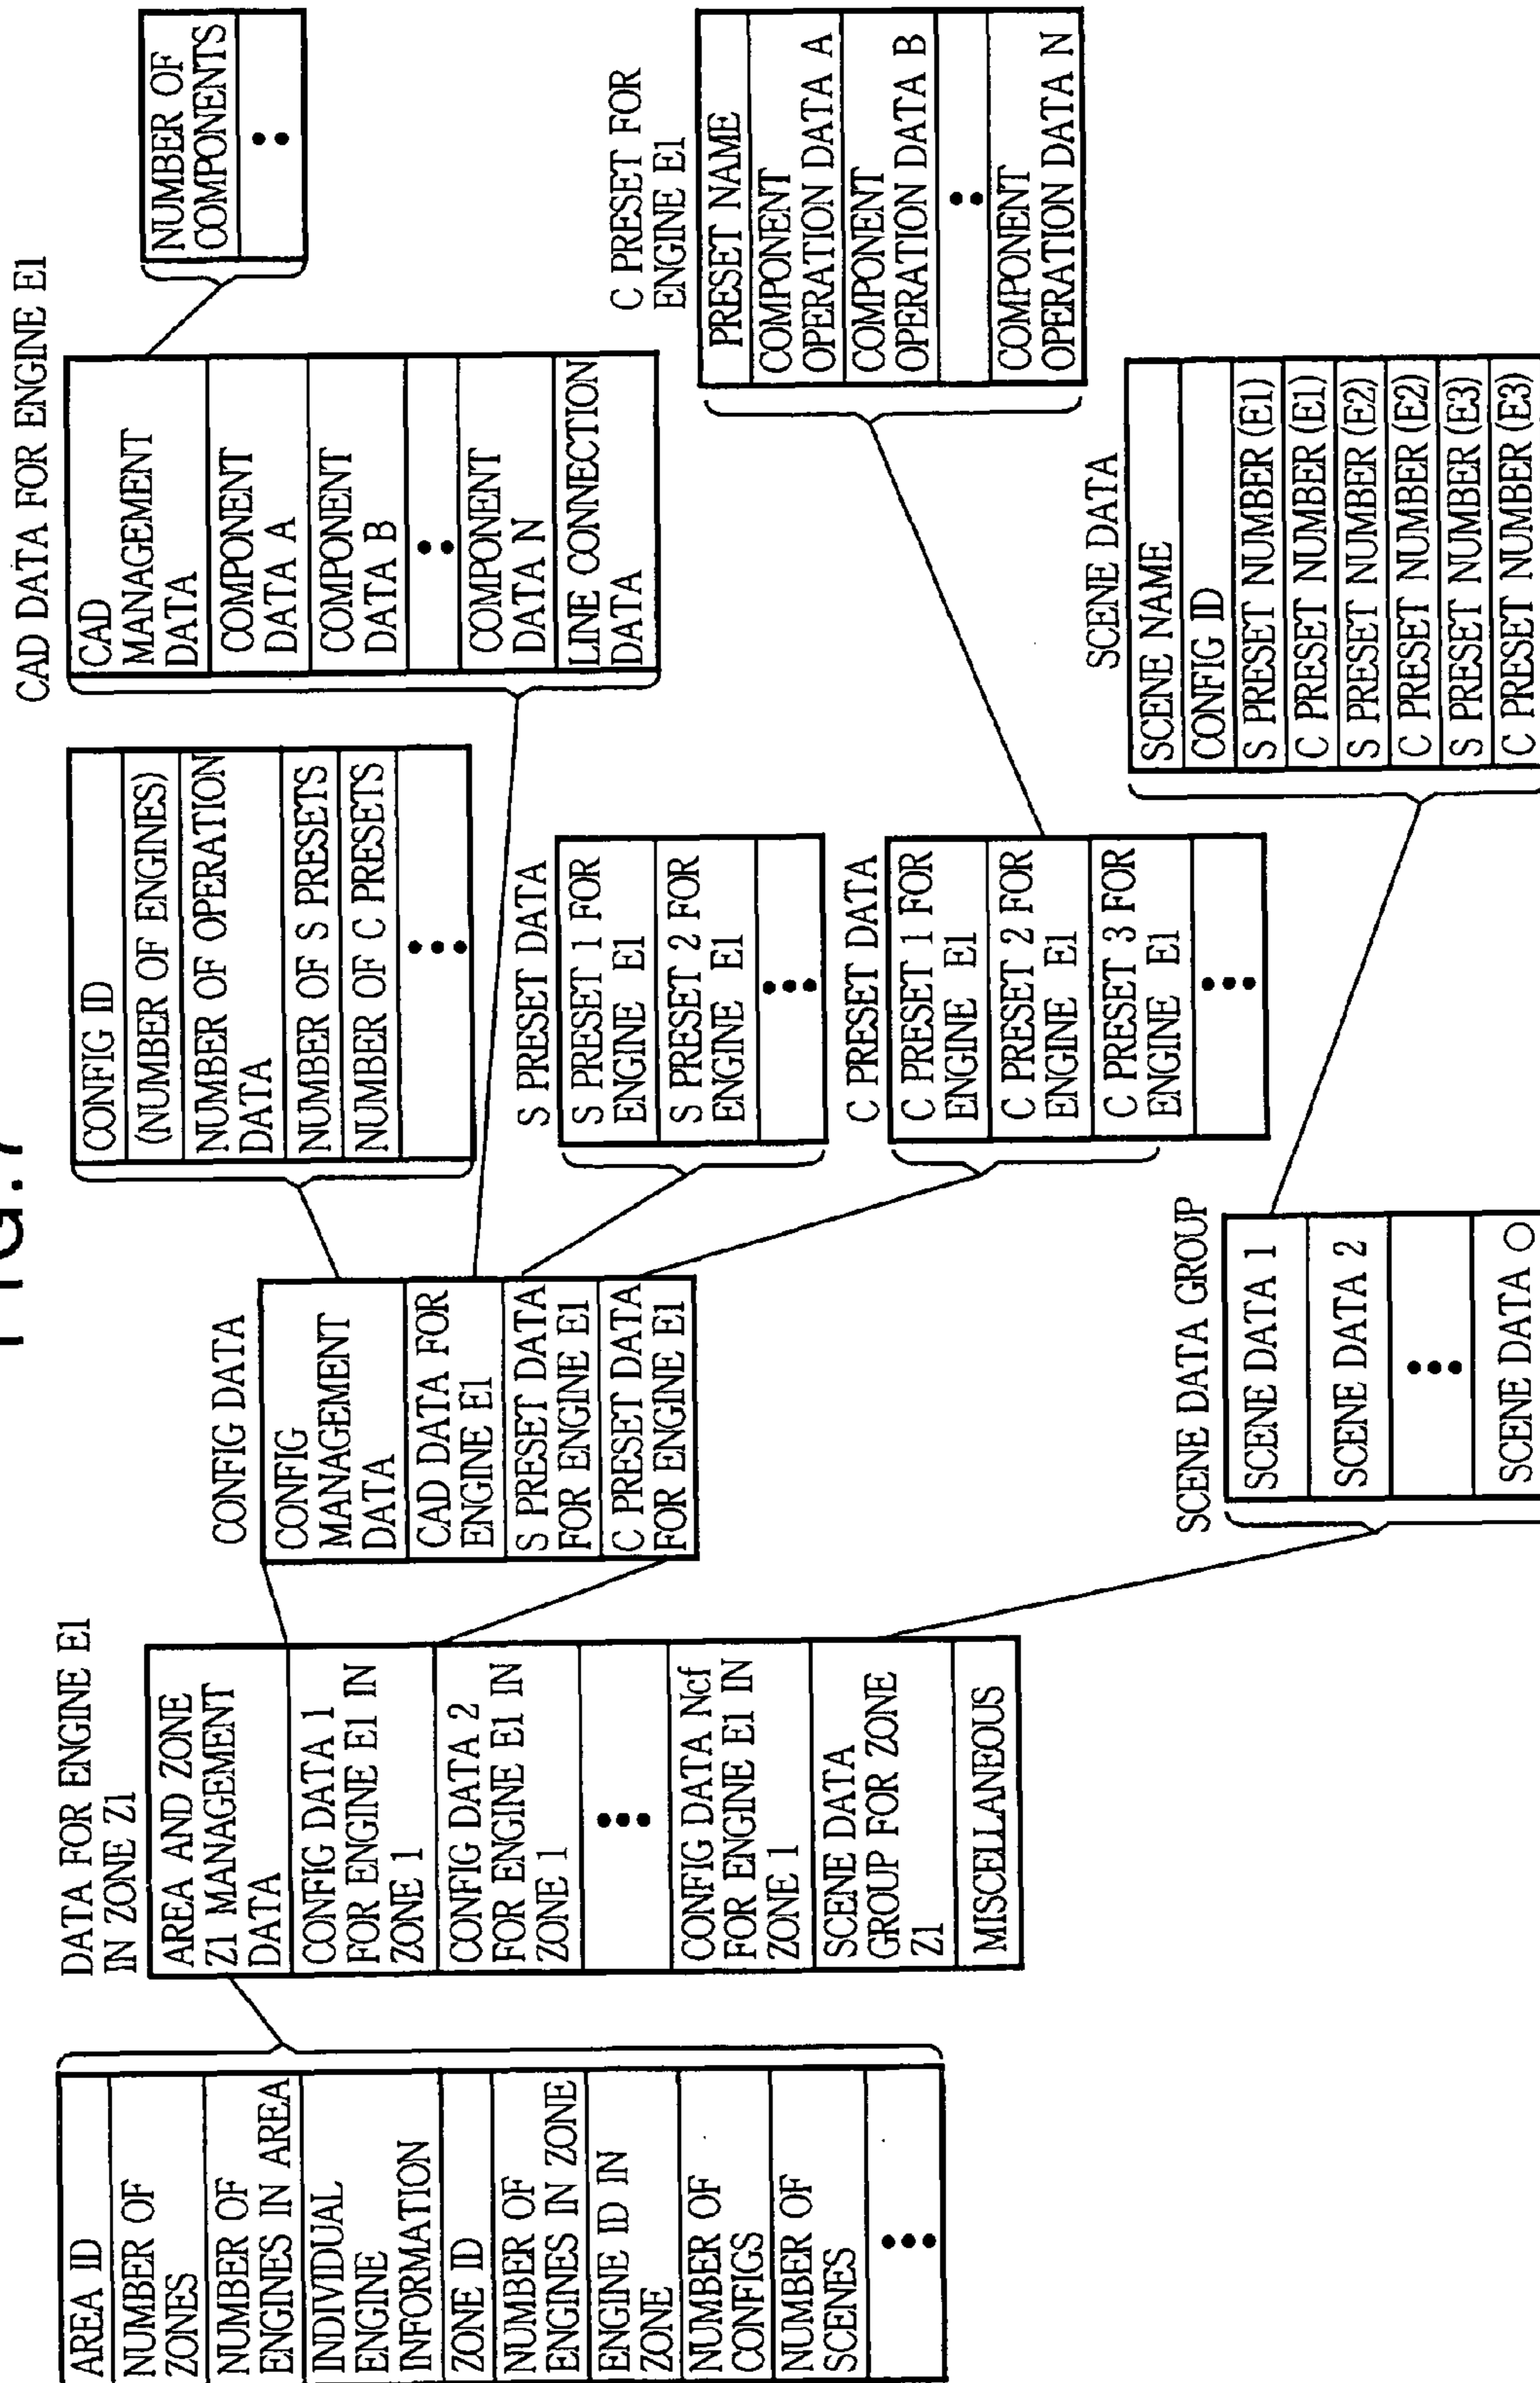 FIG. 7
AREA ID
NUMBER OF
ZONES
NUMBER OF
ENGINES IN AREA
INDIVIDUAL
ENGINE
INFORMATION
ZONE ID
NUMBER OF
ENGINES IN ZONE
ENGINE ID IN
ZONE
NUMBER OF
CONFIGS
NUMBER OF
SCENES
•••
DATA FOR ENGINE E1
IN ZONE Z1
AREA AND ZONE
Z1 MANAGEMENT
DATA
CONFIG DATA 1
FOR ENGINE E1 IN
ZONE 1
CONFIG DATA 2
FOR ENGINE E1 IN
ZONE 1
•••
CONFIG DATA Ncf
FOR ENGINE E1 IN
ZONE 1
SCENE DATA
GROUP FOR ZONE
Z1
MISCELLANEOUS
CONFIG DATA
CONFIG
MANAGEMENT
DATA
CAD DATA FOR
ENGINE E1
S PRESET DATA
FOR ENGINE E1
C PRESET DATA
FOR ENGINE E1
SCENE DATA GROUP
SCENE DATA 1
SCENE DATA 2
•••
SCENE DATA ○
CONFIG ID
(NUMBER OF ENGINES)
NUMBER OF OPERATION
DATA
NUMBER OF S PRESETS
NUMBER OF C PRESETS
•••
S PRESET DATA
S PRESET 1 FOR
ENGINE E1
S PRESET 2 FOR
ENGINE E1
•••
C PRESET DATA
C PRESET 1 FOR
ENGINE E1
C PRESET 2 FOR
ENGINE E1
C PRESET 3 FOR
ENGINE E1
•••
CAD DATA FOR ENGINE E1
CAD
MANAGEMENT
DATA
COMPONENT
DATA A
COMPONENT
DATA B
••
COMPONENT
DATA N
LINE CONNECTION
DATA
NUMBER OF
COMPONENTS
••
C PRESET FOR
ENGINE E1
PRESET NAME
COMPONENT
OPERATION DATA A
COMPONENT
OPERATION DATA B
••
COMPONENT
OPERATION DATA N
SCENE DATA
SCENE NAME
CONFIG ID
S PRESET NUMBER (E1)
C PRESET NUMBER (E1)
S PRESET NUMBER (E2)
C PRESET NUMBER (E2)
S PRESET NUMBER (E3)
C PRESET NUMBER (E3)